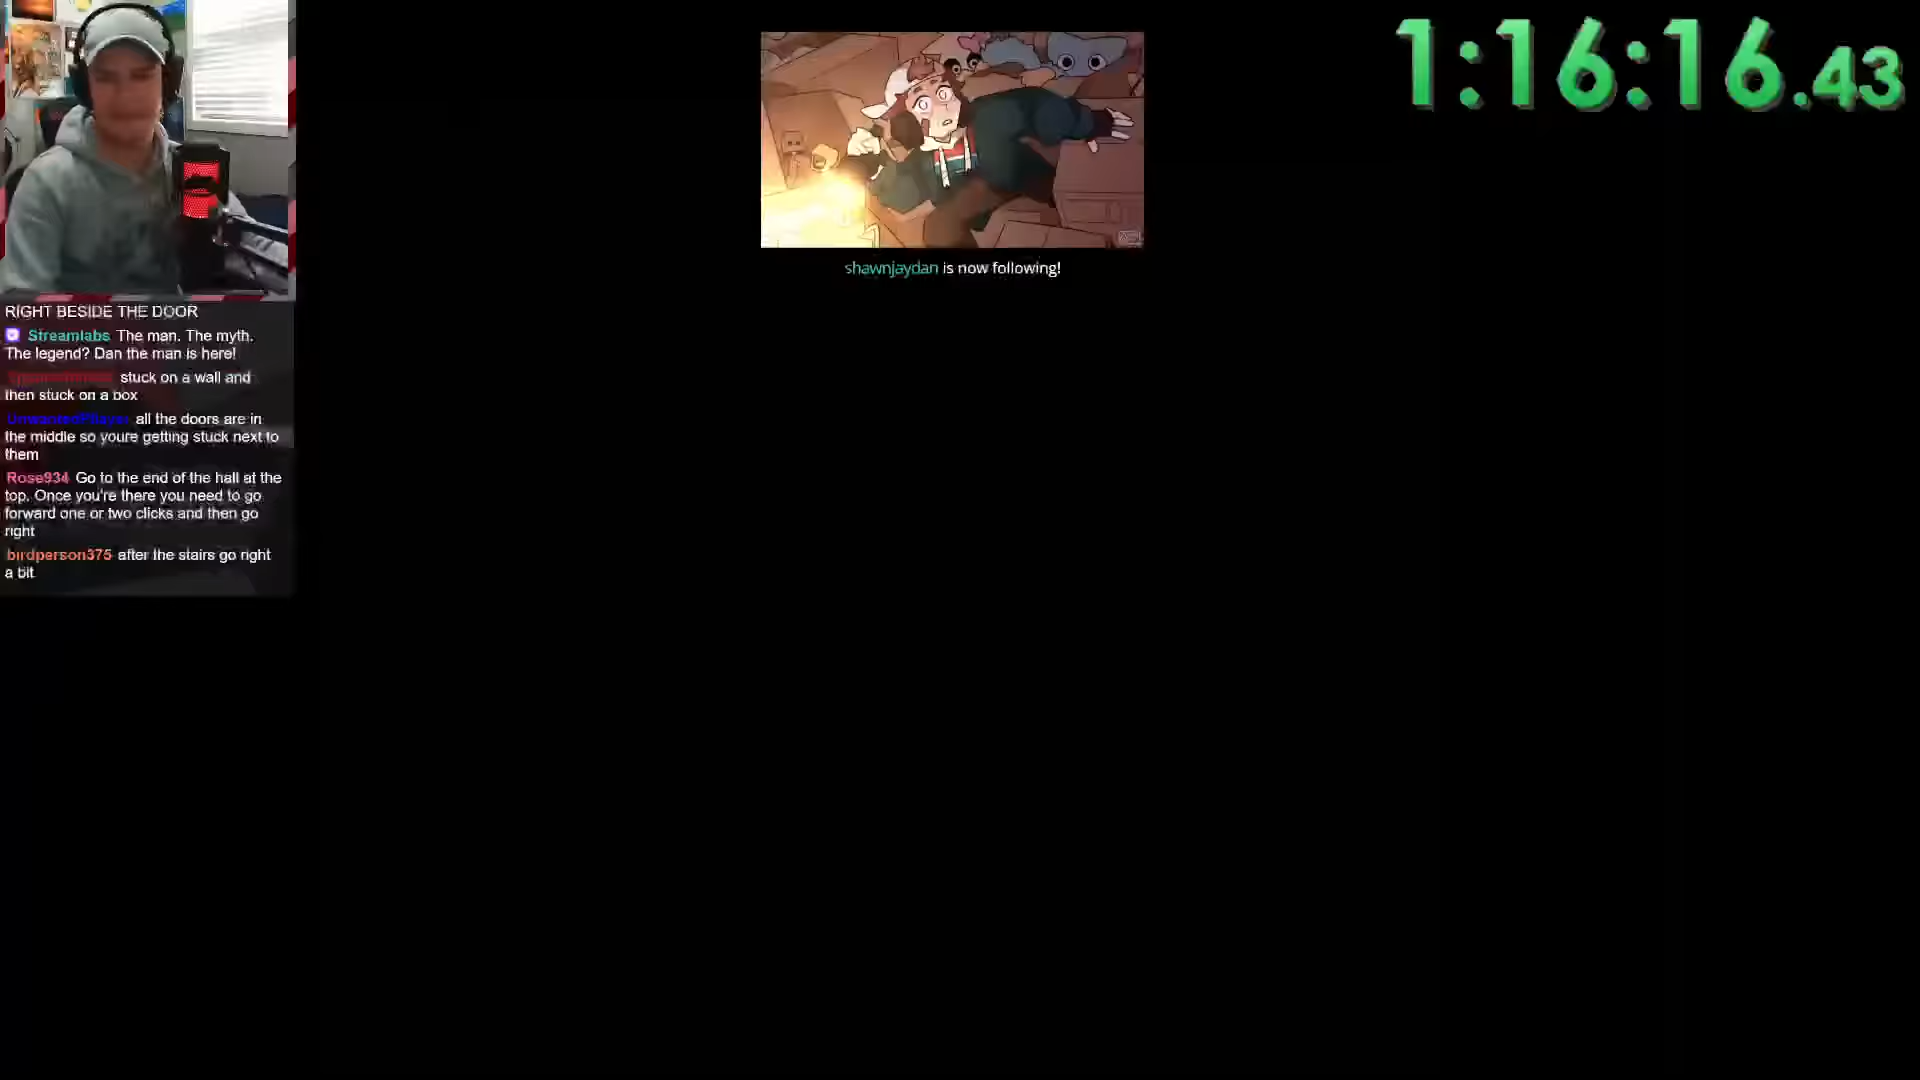 1:16:16.43
shawnjaydan is now following!
RIGHT BESIDE THE DOOR
Streamlabs The man. The myth.
The legend? Dan the man is here!
stuck on a wall and
then stuck on a box
UnwantedPllayer all the doors are in
the middle so youre getting stuck next to
them
Rose934 Go to the end of the hall at the
top. Once you're there you need to go
forward one or two clicks and then go
right
birdperson375 after the stairs go right
a bit